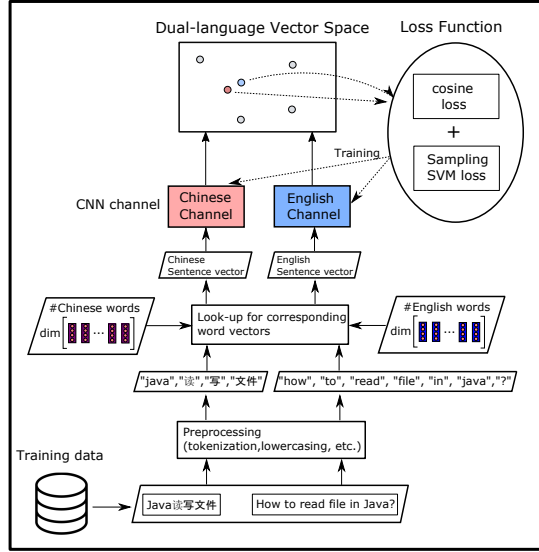 Dual-language Vector Space
Loss Function
cosine
loss
+
Sampling
SVM loss
Training
CNN channel
Chinese
Channel
English
Channel
Chinese
Sentence vector
English
Sentence vector
#Chinese words
dim
...
Look-up for corresponding
word vectors
#English words
dim
...
"java","读","写","文件"
"how", "to", "read", "file", "in", "java","?"
Preprocessing
(tokenization,lowercasing, etc.)
Training data
Java读写文件
How to read file in Java?